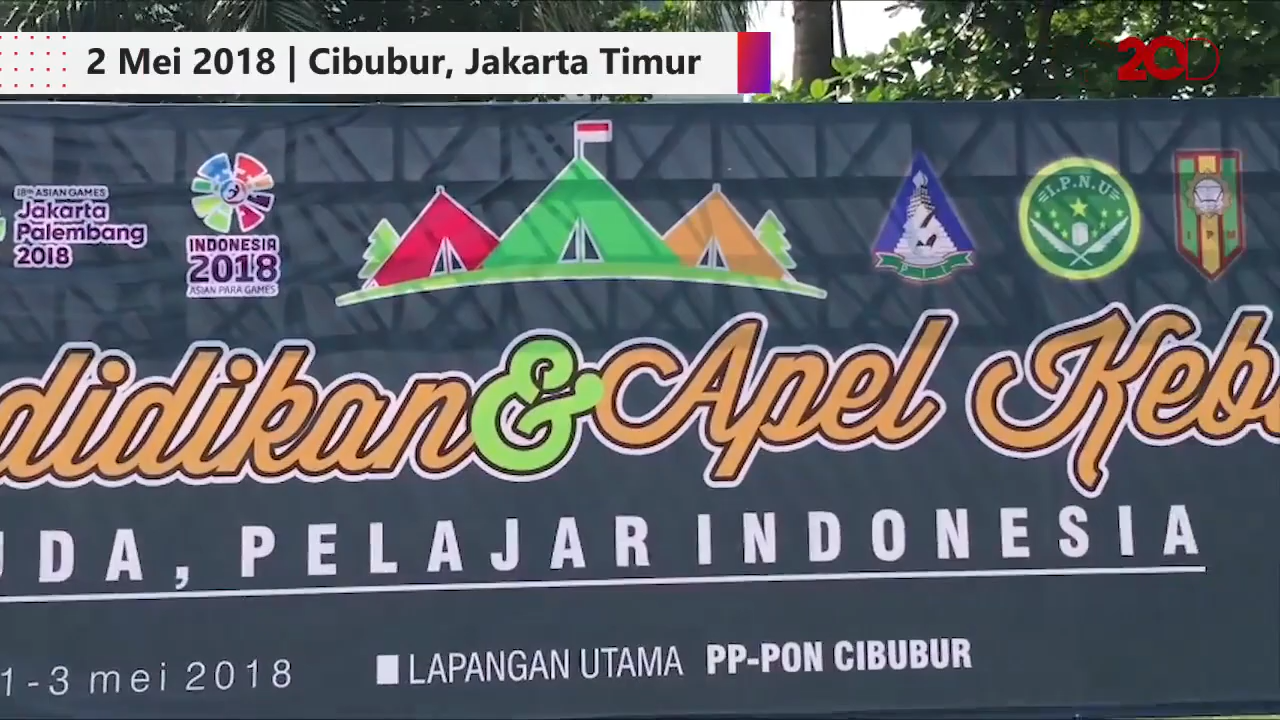 2 Mei 2018 | Cibubur, Jakarta Timur
20D
18th ASIAN GAMES
Jakarta
Palembang
2018
INDONESIA
2018
ASIAN PARA GAMES
P I I
I.P.N.U
I P M
didikan & Apel Keb
UDA, PELAJAR INDONESIA
1-3 mei 2018
LAPANGAN UTAMA PP-PON CIBUBUR